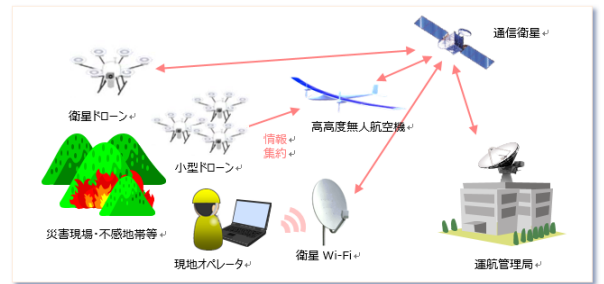 通信衛星
衛星ドローン
高高度無人航空機
情報
集約
小型ドローン
災害現場・不感地帯等
現地オペレータ
衛星 Wi-Fi
運航管理局